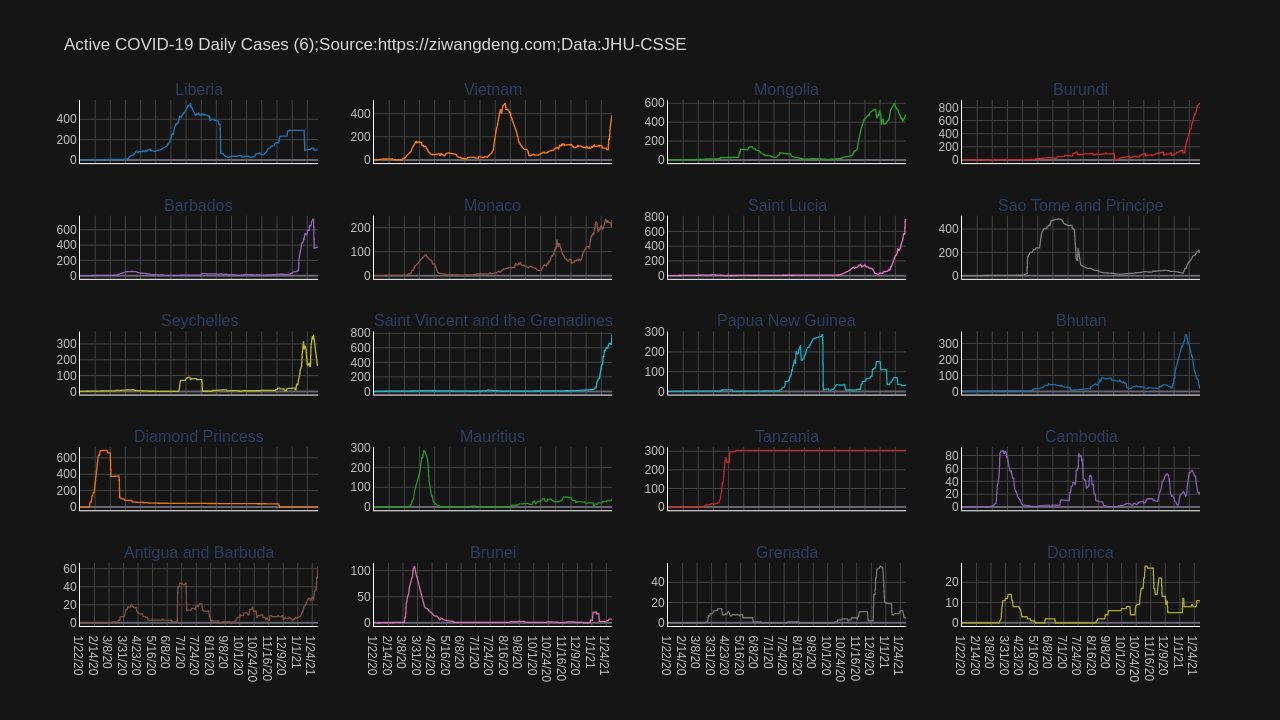 Active COVID-19 Daily Cases (6);Source:https://ziwangdeng.com;Data:JHU-CSSE
Liberia Vietnam Mongolia Burundi
400 200 0
400 200 0
600 400 200 0
800 600 400 200 0
Barbados Monaco Saint Lucia Sao Tome and Principe
600 400 200 0
200 100 0
800 600 400 200 0
400 200 0
Seychelles Saint Vincent and the Grenadines Papua New Guinea Bhutan
300 200 100 0
800 600 400 200
300 200 100 0
300 200 100 0
Diamond Princess Mauritius Tanzania Cambodia
600 400 200 0
300 200 100 0
300 200 100 0
80 60 40 20 0
Antigua and Barbuda Brunei Grenada Dominica
60 40 20 0
100 50 0
40 20 0
20 10 0
1/22/20 2/14/20 3/8/20 3/31/20 4/23/20 5/16/20 6/8/20 7/1/20 7/24/20 8/16/20 9/8/20 10/1/20 10/24/20 11/16/20 12/9/20 1/1/21 1/24/21
1/22/20 2/14/20 3/8/20 3/31/20 4/23/20 5/16/20 6/8/20 7/1/20 7/24/20 8/16/20 9/8/20 10/1/20 10/24/20 11/16/20 12/9/20 1/1/21 1/24/21
1/22/20 2/14/20 3/8/20 3/31/20 4/23/20 5/16/20 6/8/20 7/1/20 7/24/20 8/16/20 9/8/20 10/1/20 10/24/20 11/16/20 12/9/20 1/1/21 1/24/21
1/22/20 2/14/20 3/8/20 3/31/20 4/23/20 5/16/20 6/8/20 7/1/20 7/24/20 8/16/20 9/8/20 10/1/20 10/24/20 11/16/20 12/9/20 1/1/21 1/24/21